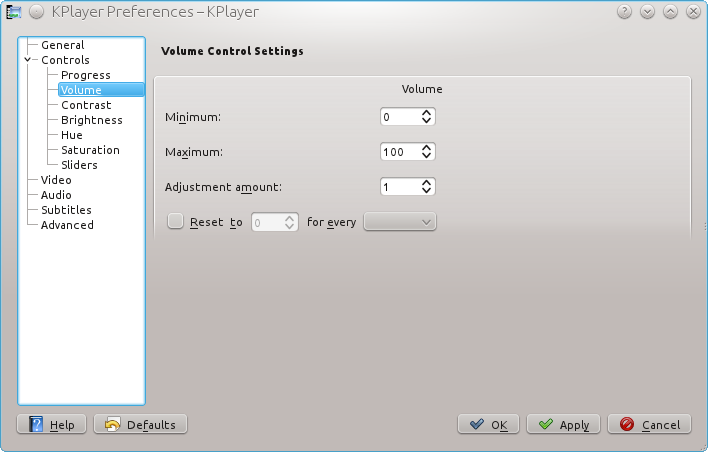 KPlayer Preferences – KPlayer
General
Controls
Progress
Volume
Contrast
Brightness
Hue
Saturation
Sliders
Video
Audio
Subtitles
Advanced
Volume Control Settings
Volume
Minimum: 0
Maximum: 100
Adjustment amount: 1
Reset to 0 for every
Help Defaults OK Apply Cancel